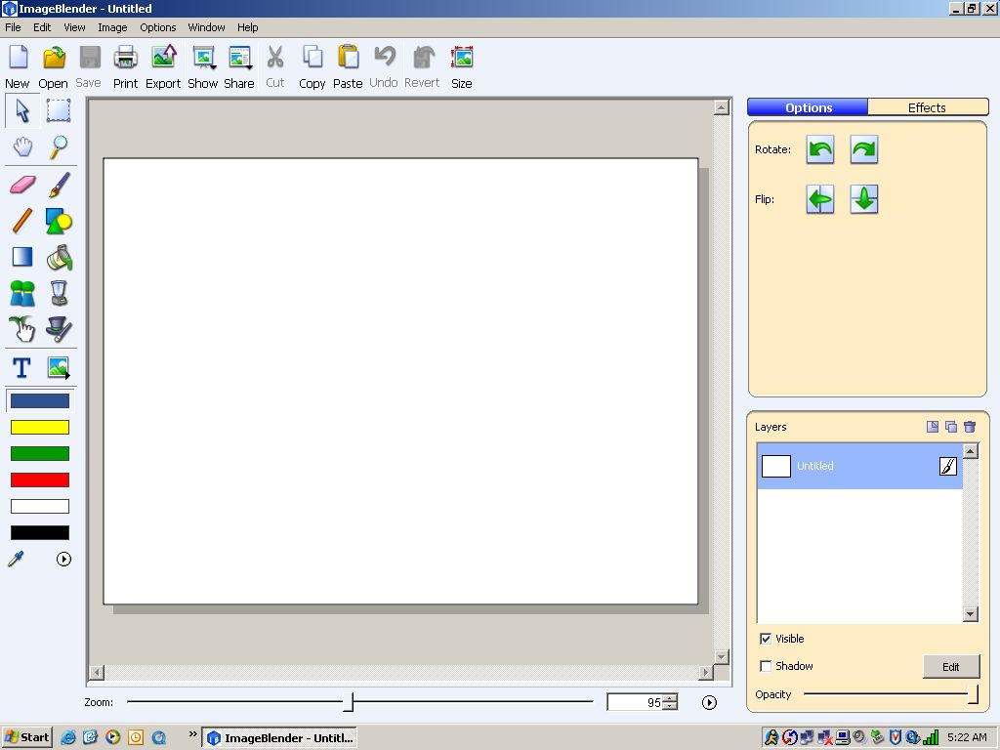 ImageBlender - Untitled
File Edit View Image Options Window Help
New Open Save Print Export Show Share Cut Copy Paste Undo Revert Size
Options Effects
Rotate:
Flip:
T
Layers
Untitled
Visible
Shadow
Edit
Zoom: 95
Opacity
Start » ImageBlender - Untitl... 5:22 AM